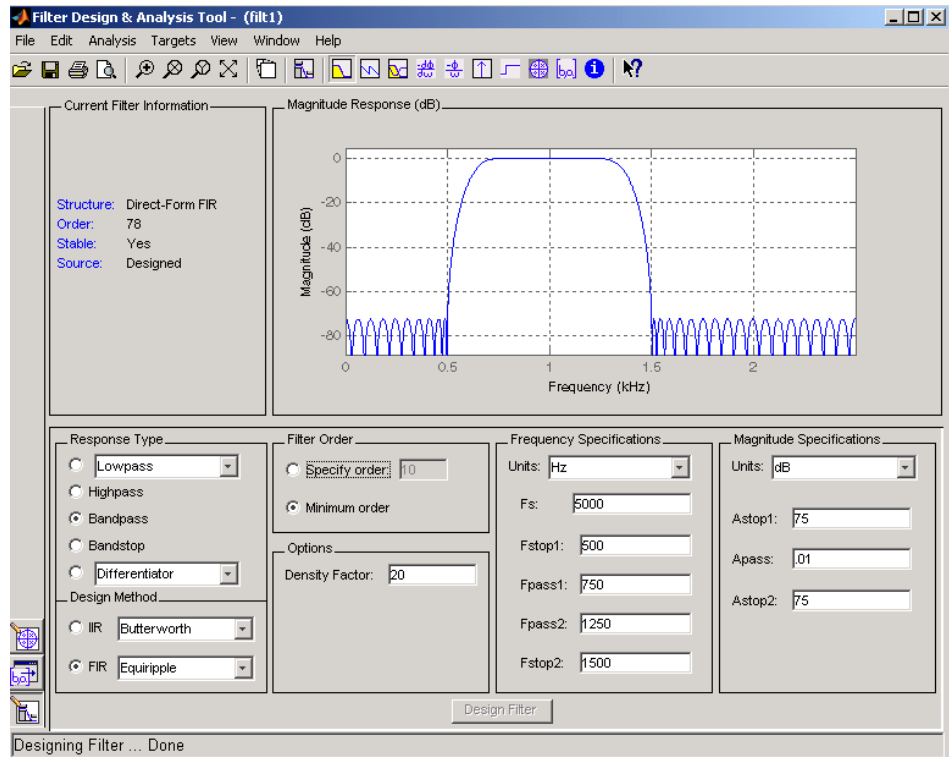 Filter Design & Analysis Tool - (filt1)
File Edit Analysis Targets View Window Help
Current Filter Information
Structure: Direct-Form FIR
Order: 78
Stable: Yes
Source: Designed
Magnitude Response (dB)
Magnitude (dB)
0
-20
-40
-60
-80
0 0.5 1 1.5 2
Frequency (kHz)
Response Type
Lowpass
Highpass
Bandpass
Bandstop
Differentiator
Design Method
IIR Butterworth
FIR Equiripple
Filter Order
Specify order: 10
Minimum order
Options
Density Factor: 20
Frequency Specifications
Units: Hz
Fs: 5000
Fstop1: 500
Fpass1: 750
Fpass2: 1250
Fstop2: 1500
Magnitude Specifications
Units: dB
Astop1: 75
Apass: .01
Astop2: 75
Design Filter
Designing Filter ... Done